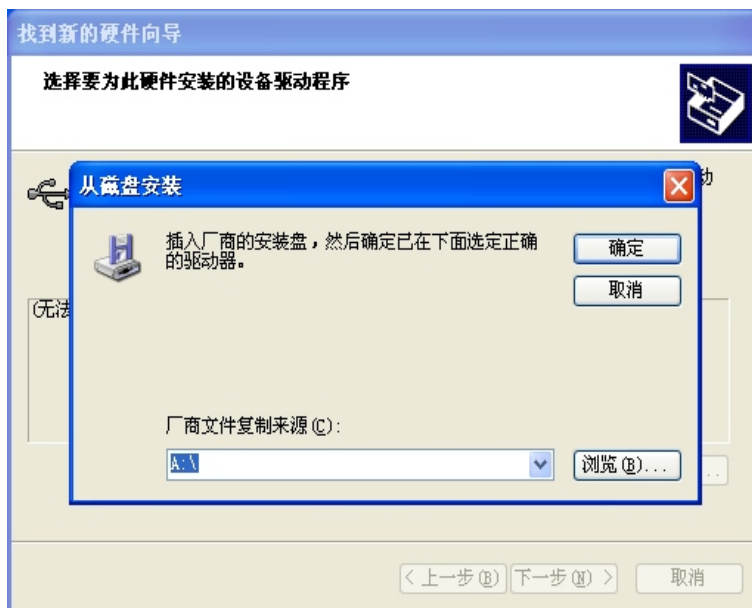 找到新的硬件向导
选择要为此硬件安装的设备驱动程序
动
从磁盘安装
插入厂商的安装盘，然后确定已在下面选定正确
的驱动器。
确定
取消
(无法
厂商文件复制来源(C):
A:\
浏览(B)...
< 上一步(B)
下一步(N) >
取消